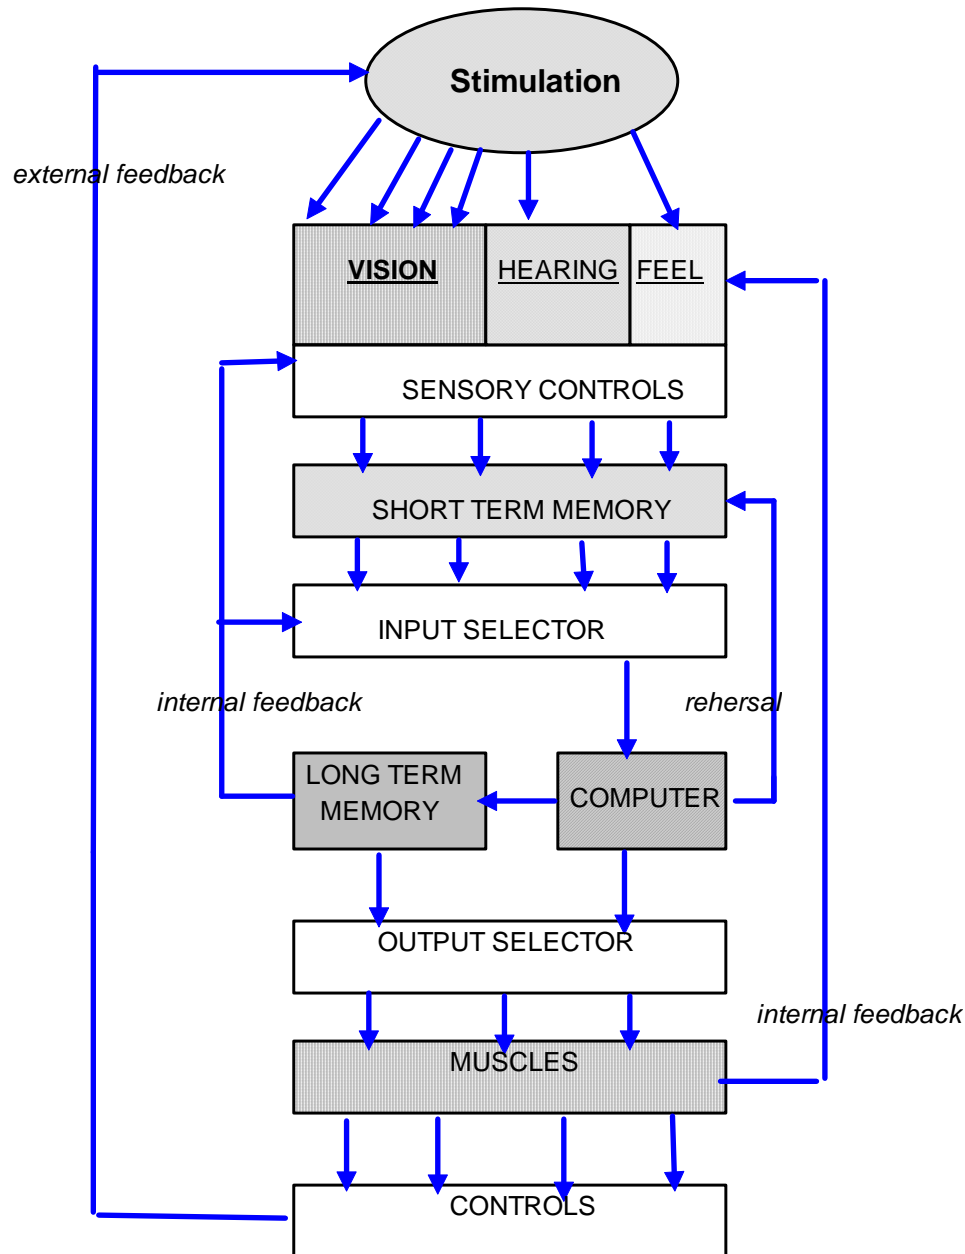 Stimulation
external feedback
VISION
HEARING
FEEL
SENSORY CONTROLS
SHORT TERM MEMORY
INPUT SELECTOR
internal feedback
rehersal
LONG TERM
MEMORY
COMPUTER
OUTPUT SELECTOR
internal feedback
MUSCLES
CONTROLS